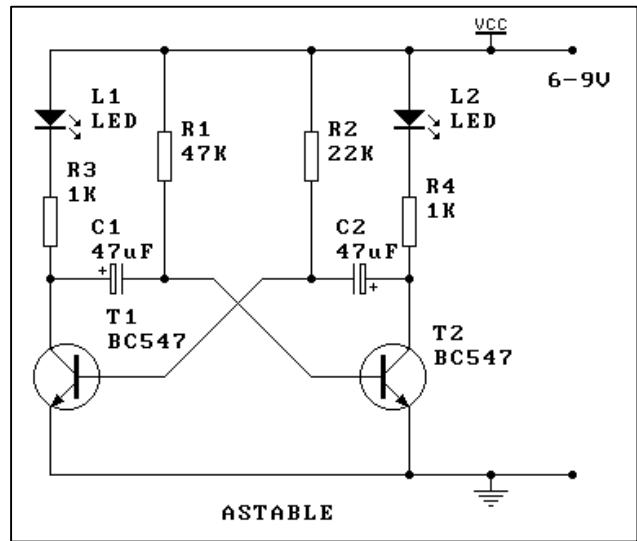 VCC
6-9V
L1
LED
R1
47K
R2
22K
L2
LED
R3
1K
R4
1K
C1
47uF
C2
47uF
+
+
T1
BC547
T2
BC547
ASTABLE